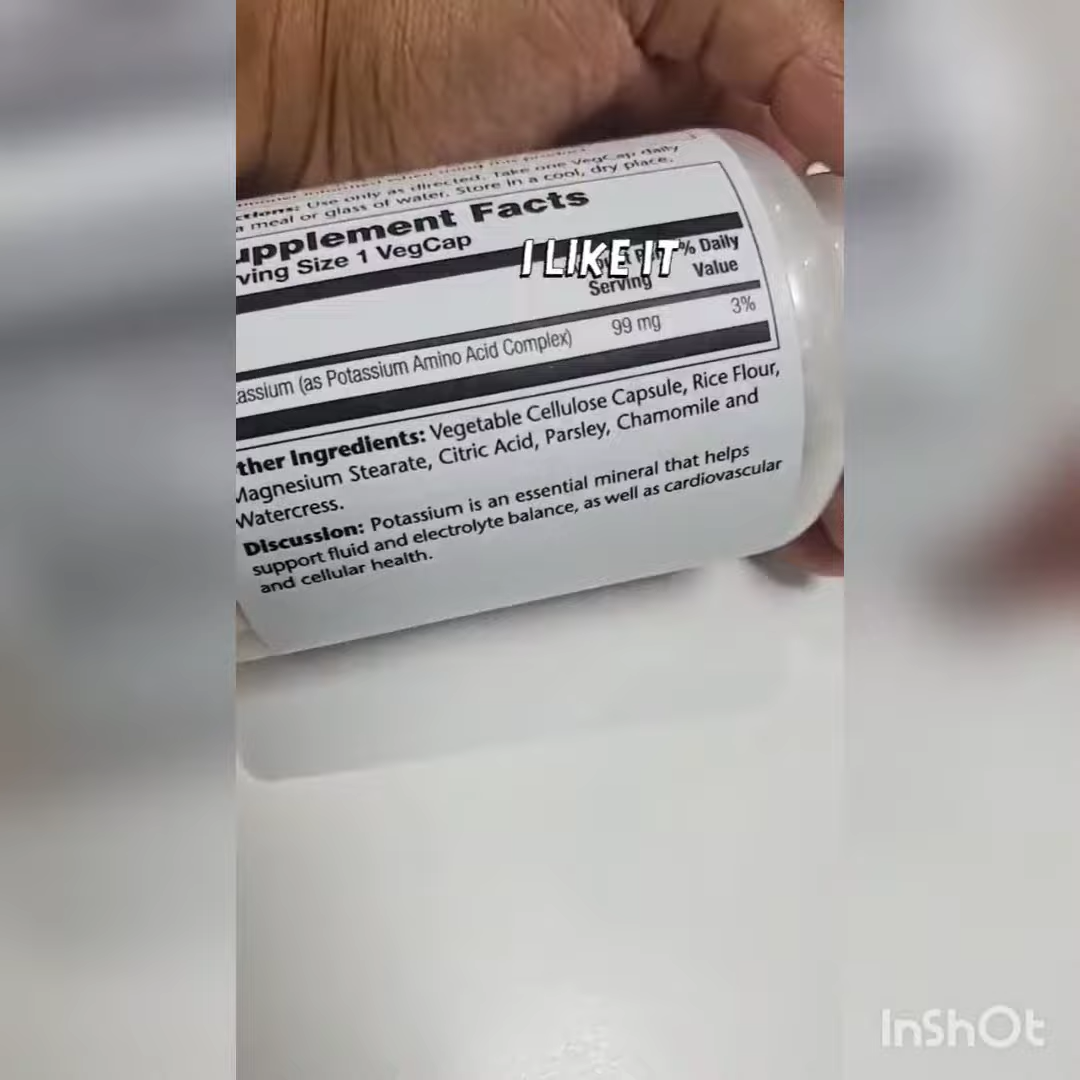 ctions: Use only as directed. Take one VegCap daily
a meal or glass of water. Store in a cool, dry place.
upplement Facts
ving Size 1 VegCap
I LIKE IT
% Daily
Serving
Value
assium (as Potassium Amino Acid Complex) 99 mg 3%
ther Ingredients: Vegetable Cellulose Capsule, Rice Flour,
Magnesium Stearate, Citric Acid, Parsley, Chamomile and
Watercress.
Discussion: Potassium is an essential mineral that helps
support fluid and electrolyte balance, as well as cardiovascular
and cellular health.
InShOt